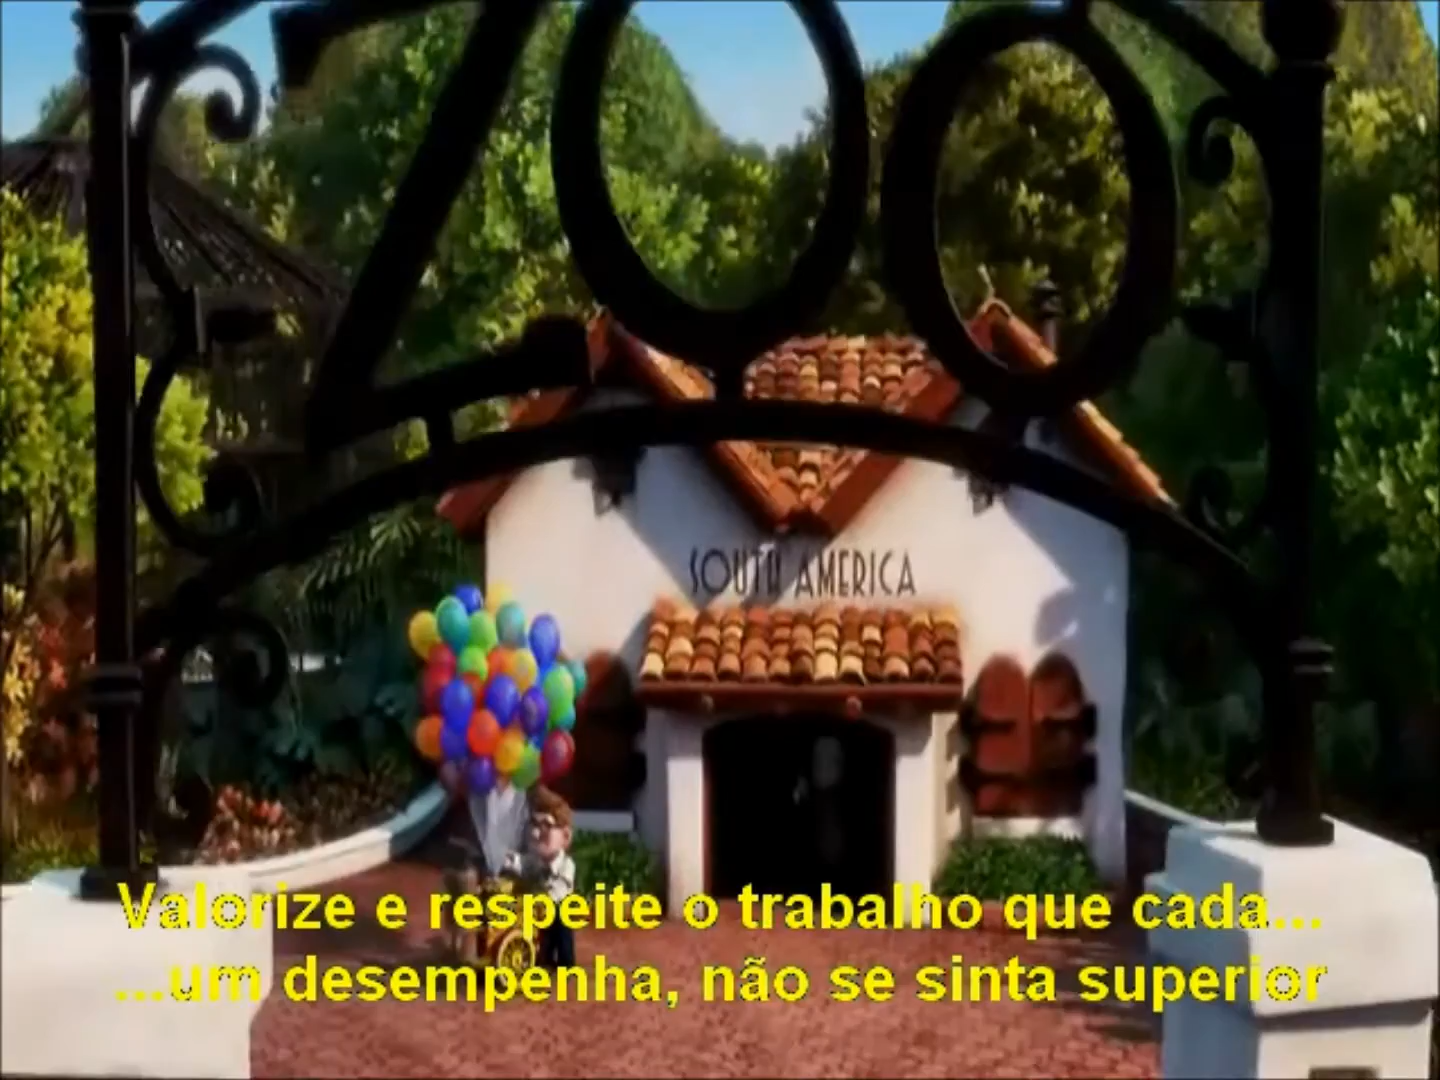 ZOO
SOUTH AMERICA
Valorize e respeite o trabalho que cada...
...um desempenha, não se sinta superior